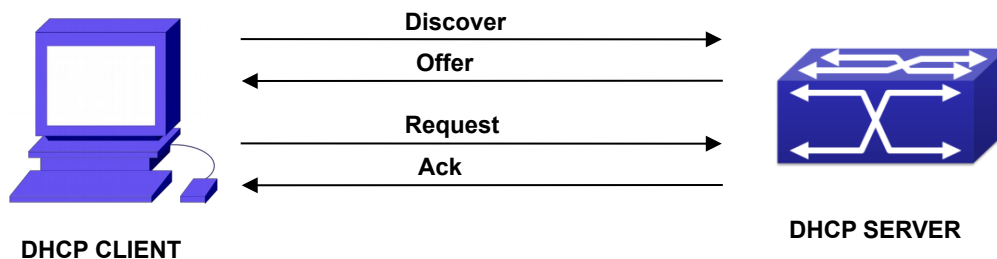 Discover
Offer
Request
Ack
DHCP CLIENT
DHCP SERVER